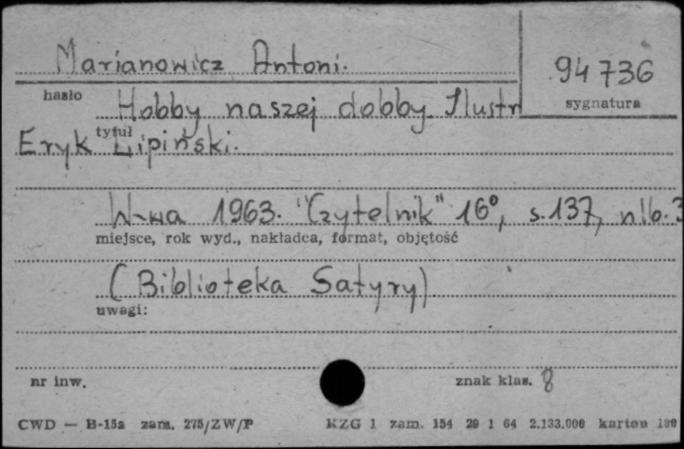 Marianowicz Antoni.
94736
hasło
sygnatura
Hobby naszej dobby. Ilustr
tytuł
Eryk Lipiński.
W-wa 1963. "Czytelnik" 16°, s.137, nlb.3
miejsce, rok wyd., nakładca, format, objętość
(Biblioteka Satyry)
uwagi:
nr inw.
znak klas. 8
CWD — B-15a zam. 275/ZW/P
KZG 1 zam. 154 29 1 64 2.133.000 karton